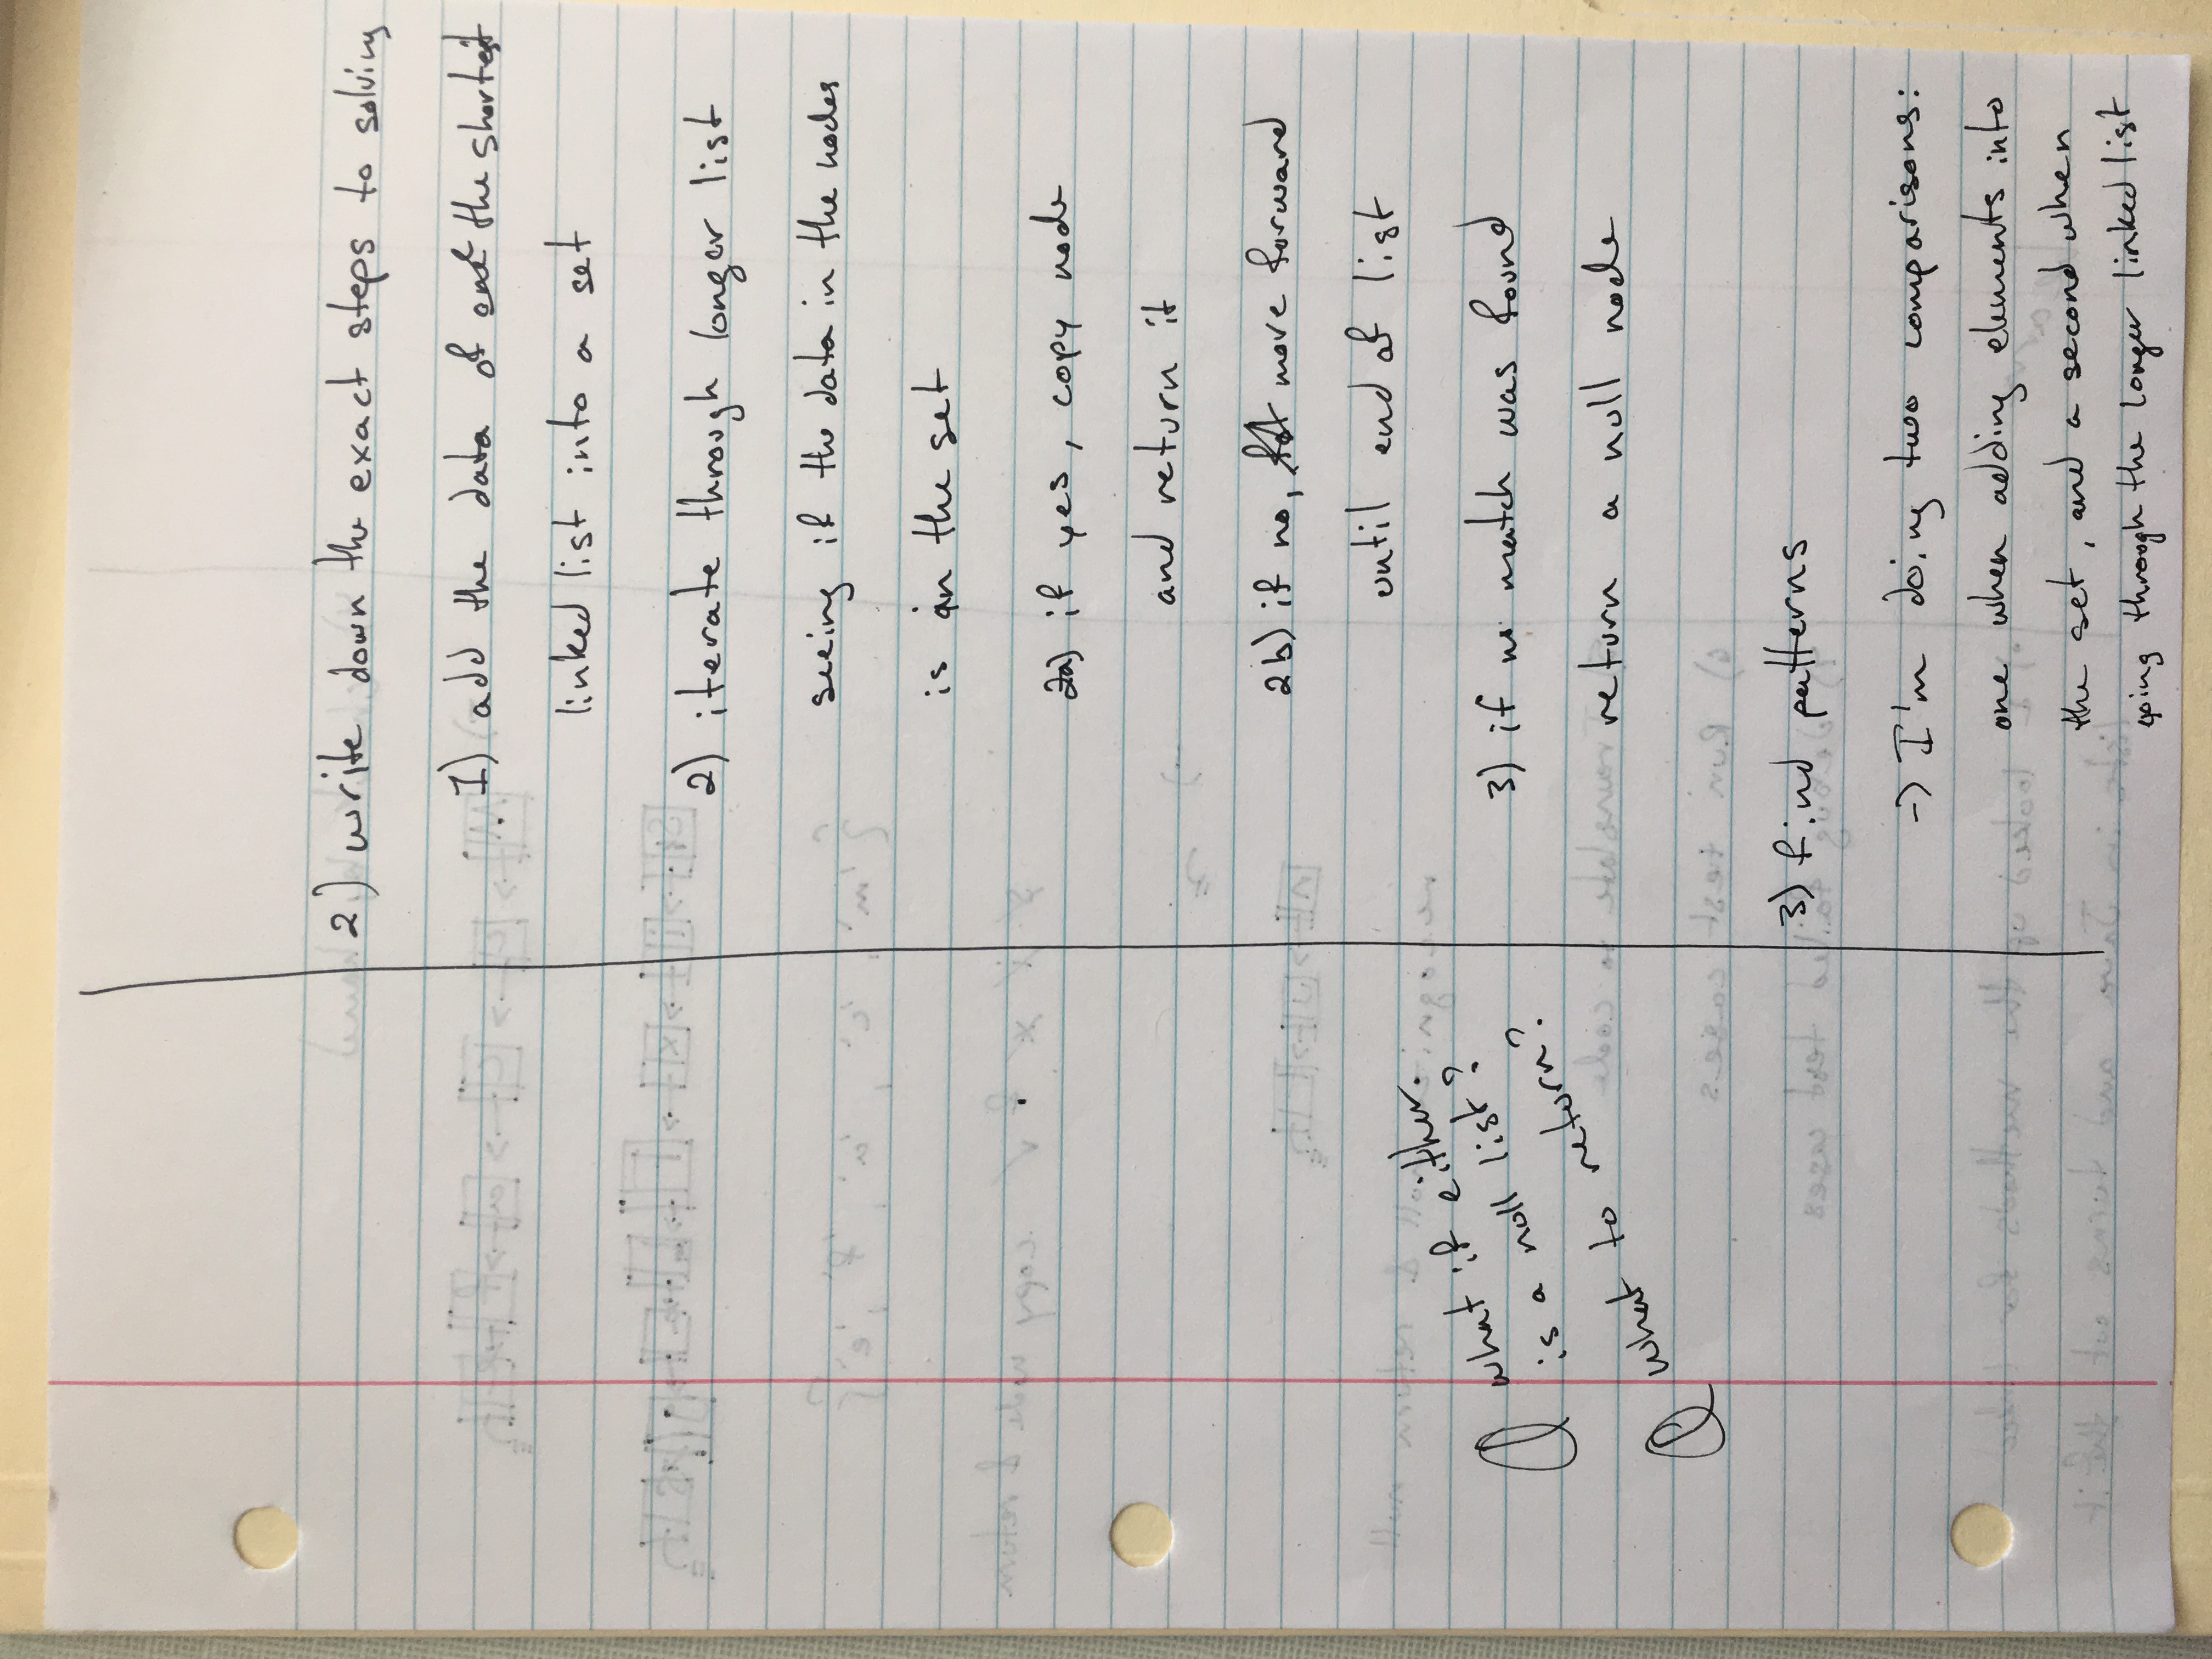 2) write down the exact steps to solving
1) add the data of the shortest
linked list into a set
2) iterate through longer list
seeing if the data in the nodes
is in the set
2a) if yes, copy node
and return it
2b) if no, move forward
until end of list
Q what if either
is a null list?
Q what to return?
3) if no match was found
return a null node
3) find patterns
-> I'm doing two comparisons:
one when adding elements into
the set, and a second when
going through the longer linked list